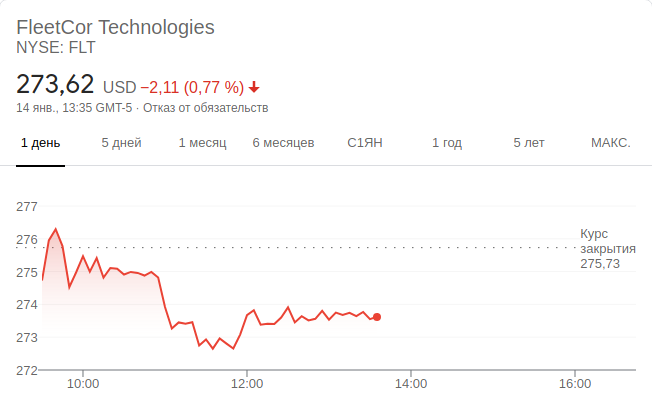 FleetCor Technologies
NYSE: FLT
273,62 USD −2,11 (0,77 %)
14 янв., 13:35 GMT-5 · Отказ от обязательств
1 день 5 дней 1 месяц 6 месяцев С1ЯН 1 год 5 лет МАКС.
277
276
275
274
273
272
Курс
закрытия
275,73
10:00 12:00 14:00 16:00